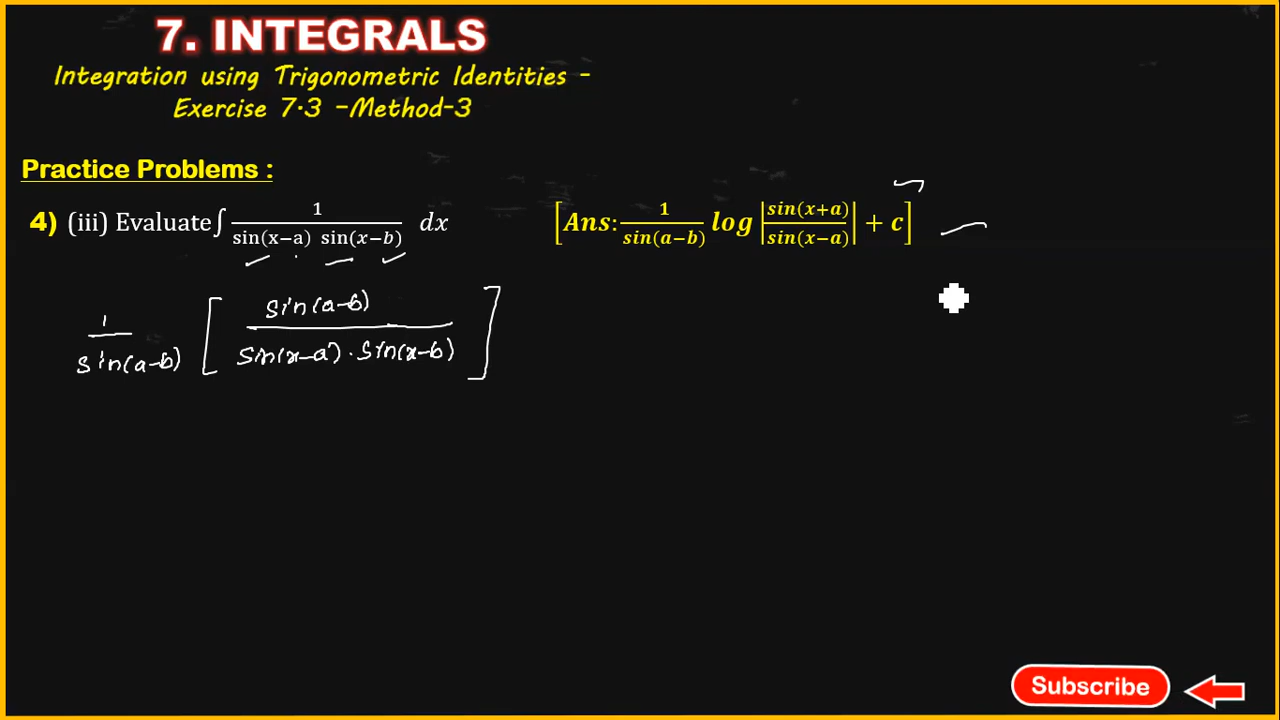 7. INTEGRALS
Integration using Trigonometric Identities -
Exercise 7.3 -Method-3
Practice Problems :
4) (iii) Evaluate ∫ 1/(sin(x−a) sin(x−b)) dx [Ans: 1/sin(a−b) log |sin(x+a)/sin(x−a)| + c]
1/sin(a-b) [ sin(a-b) / sin(x-a) · sin(x-b) ]
Subscribe